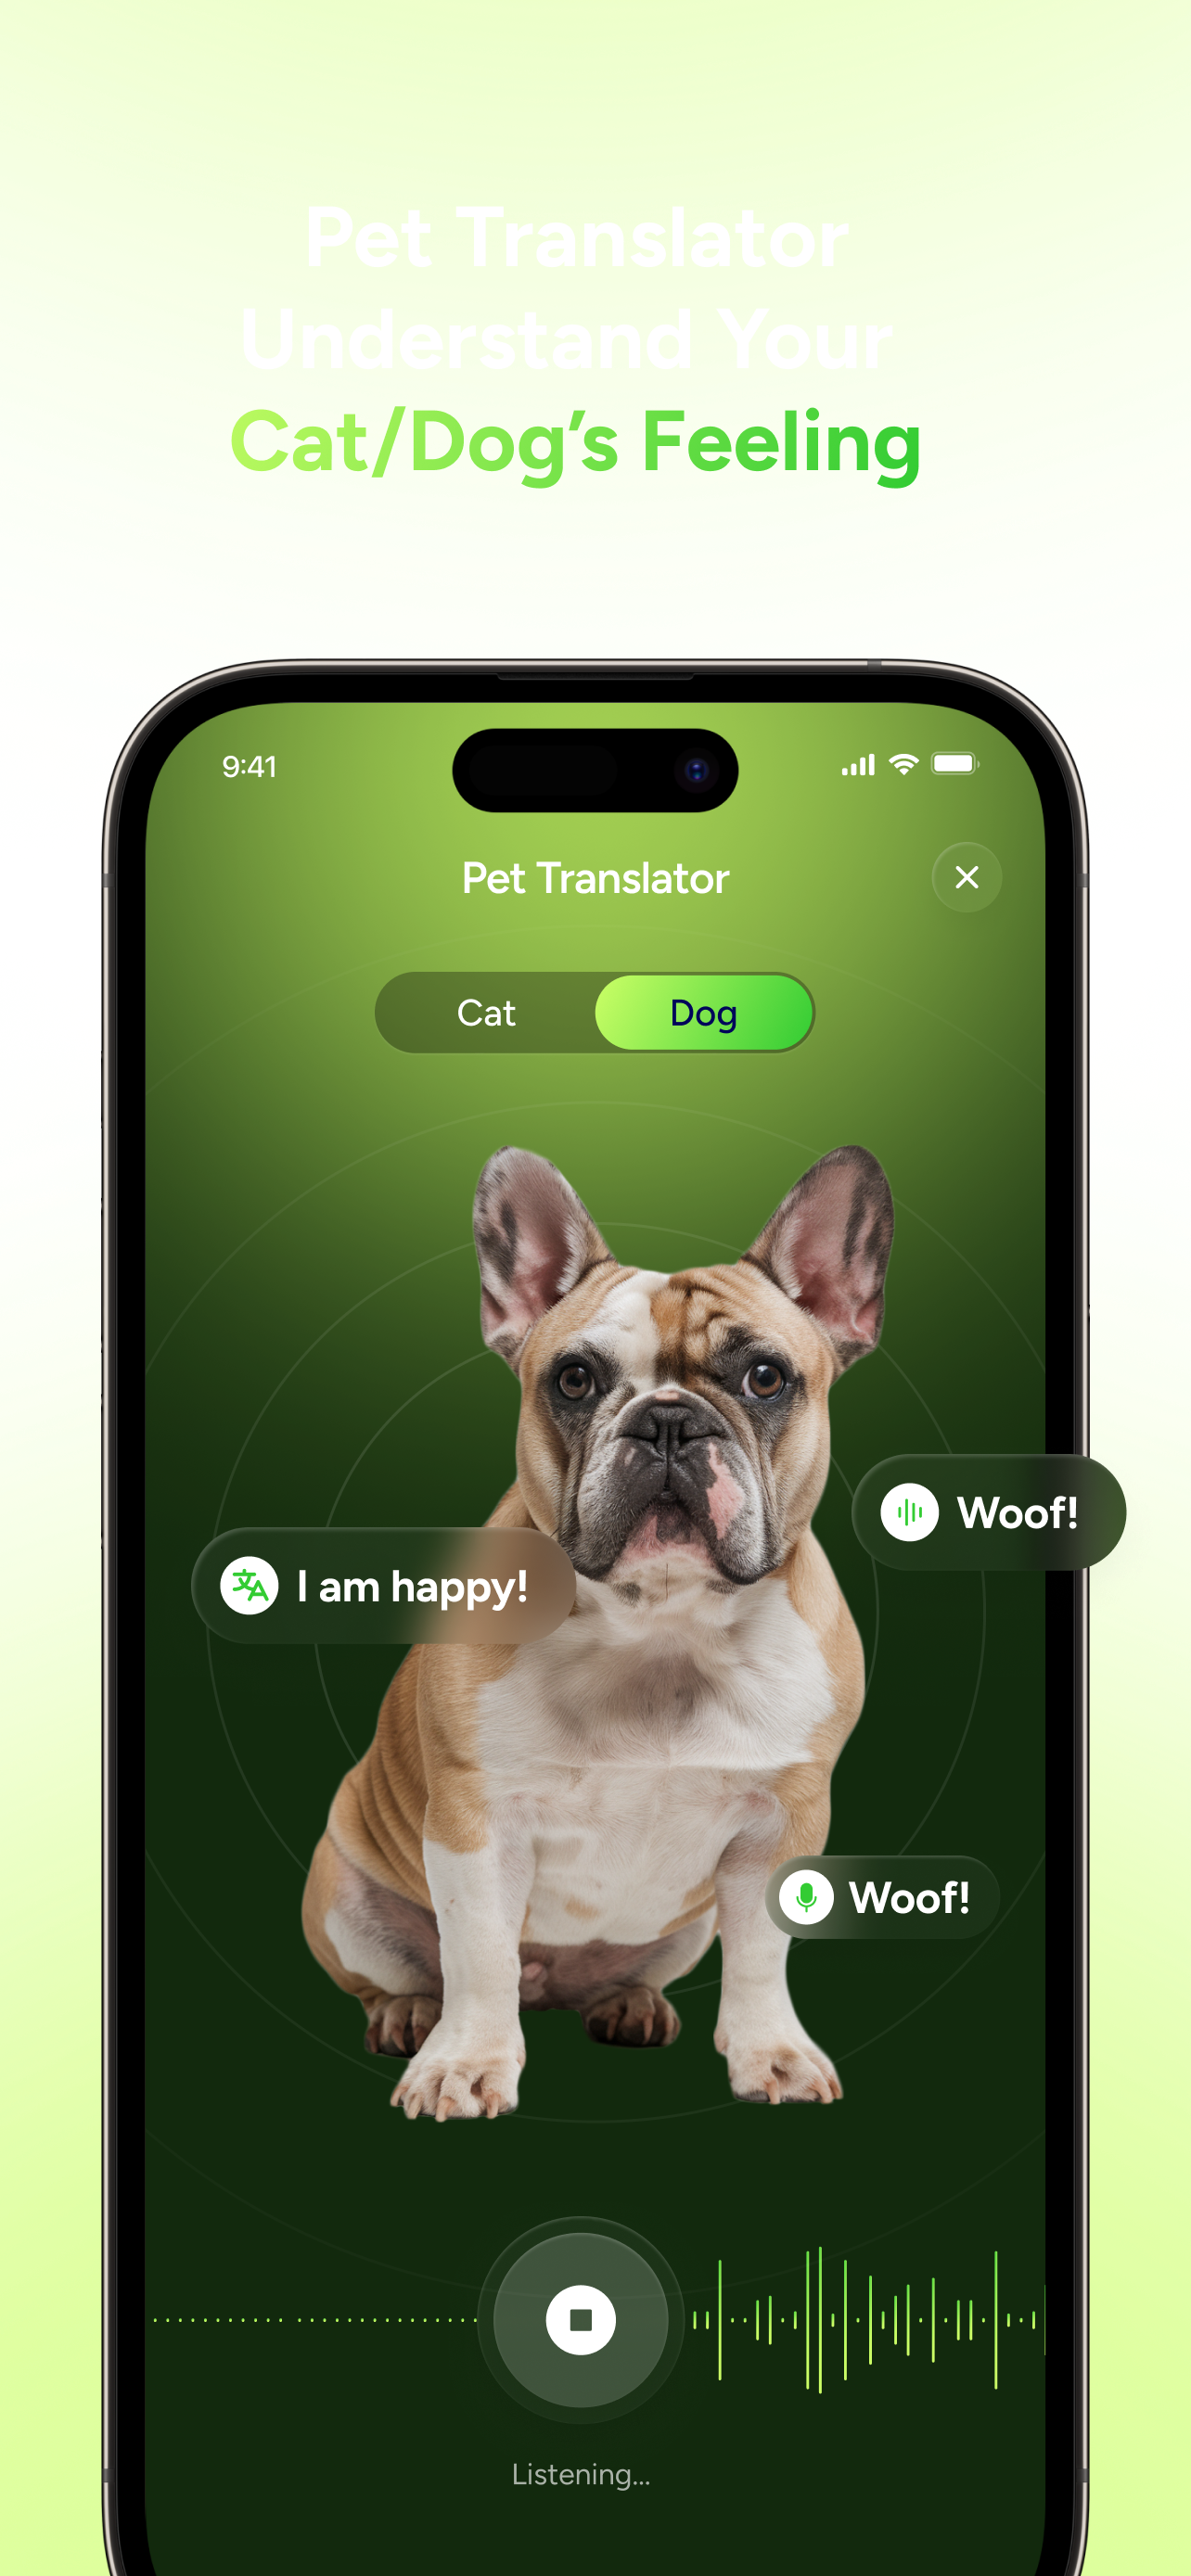 Pet Translator
Understand Your
Cat/Dog’s Feeling
9:41
Pet Translator
Cat Dog
Woof!
I am happy!
Woof!
Listening...